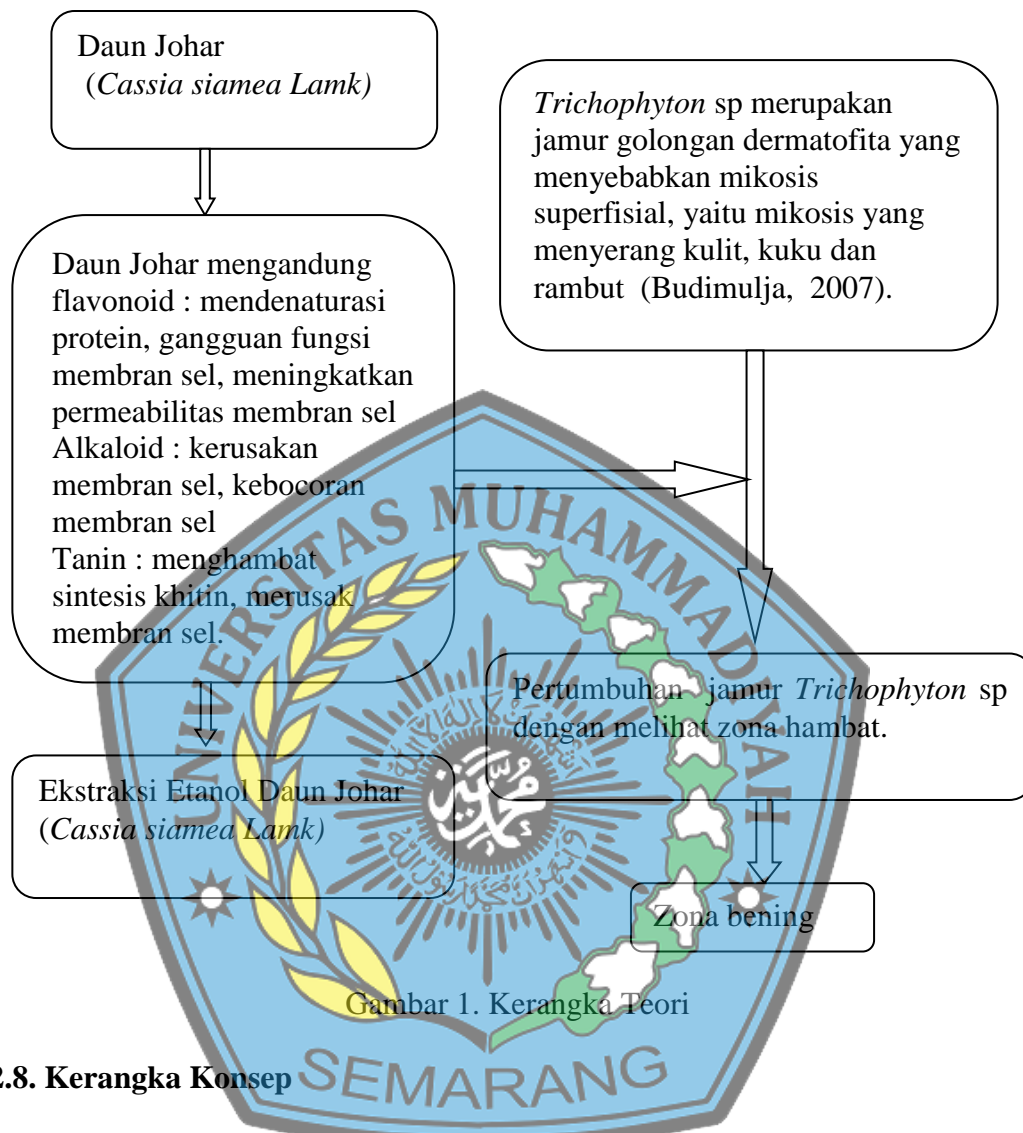 Daun Johar
(Cassia siamea Lamk)
Trichophyton sp merupakan
jamur golongan dermatofita yang
menyebabkan mikosis
superfisial, yaitu mikosis yang
menyerang kulit, kuku dan
rambut (Budimulja, 2007).
Daun Johar mengandung
flavonoid : mendenaturasi
protein, gangguan fungsi
membran sel, meningkatkan
permeabilitas membran sel
Alkaloid : kerusakan
membran sel, kebocoran
membran sel
Tanin : menghambat
sintesis khitin, merusak
membran sel.
Pertumbuhan jamur Trichophyton sp
dengan melihat zona hambat.
Ekstraksi Etanol Daun Johar
(Cassia siamea Lamk)
Zona bening
Gambar 1. Kerangka Teori
2.8. Kerangka Konsep
UNIVERSITAS MUHAMMADIYAH
SEMARANG